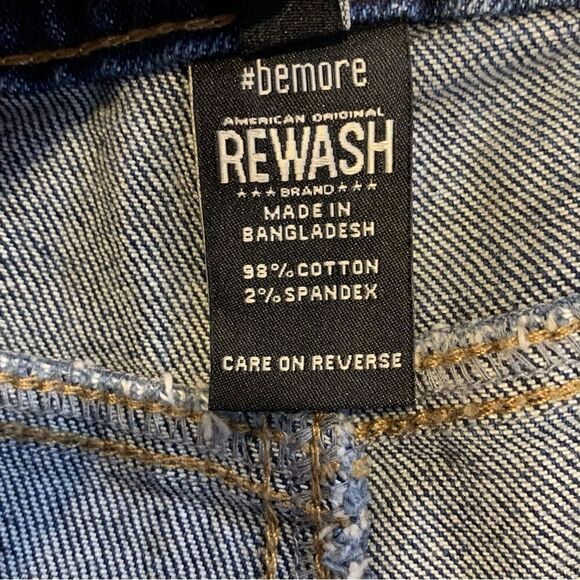 #bemore
AMERICAN ORIGINAL
REWASH
★★★BRAND★★★
MADE IN
BANGLADESH
98%COTTON
2%SPANDEX
CARE ON REVERSE